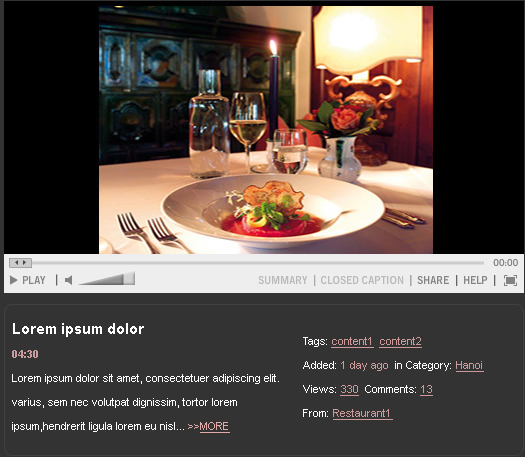 00:00
PLAY | SUMMARY | CLOSED CAPTION | SHARE | HELP |
Lorem ipsum dolor
04:30
Lorem ipsum dolor sit amet, consectetuer adipiscing elit.
varius, sem nec volutpat dignissim, tortor lorem
ipsum,hendrerit ligula lorem eu nisl... >>MORE
Tags: content1 content2
Added: 1 day ago in Category: Hanoi
Views: 330 Comments: 13
From: Restaurant1